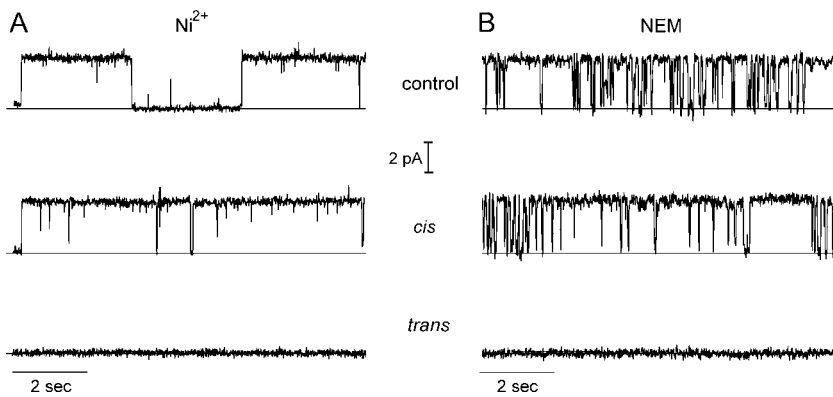 A
Ni2+
B
NEM
control
2 pA
cis
trans
2 sec
2 sec